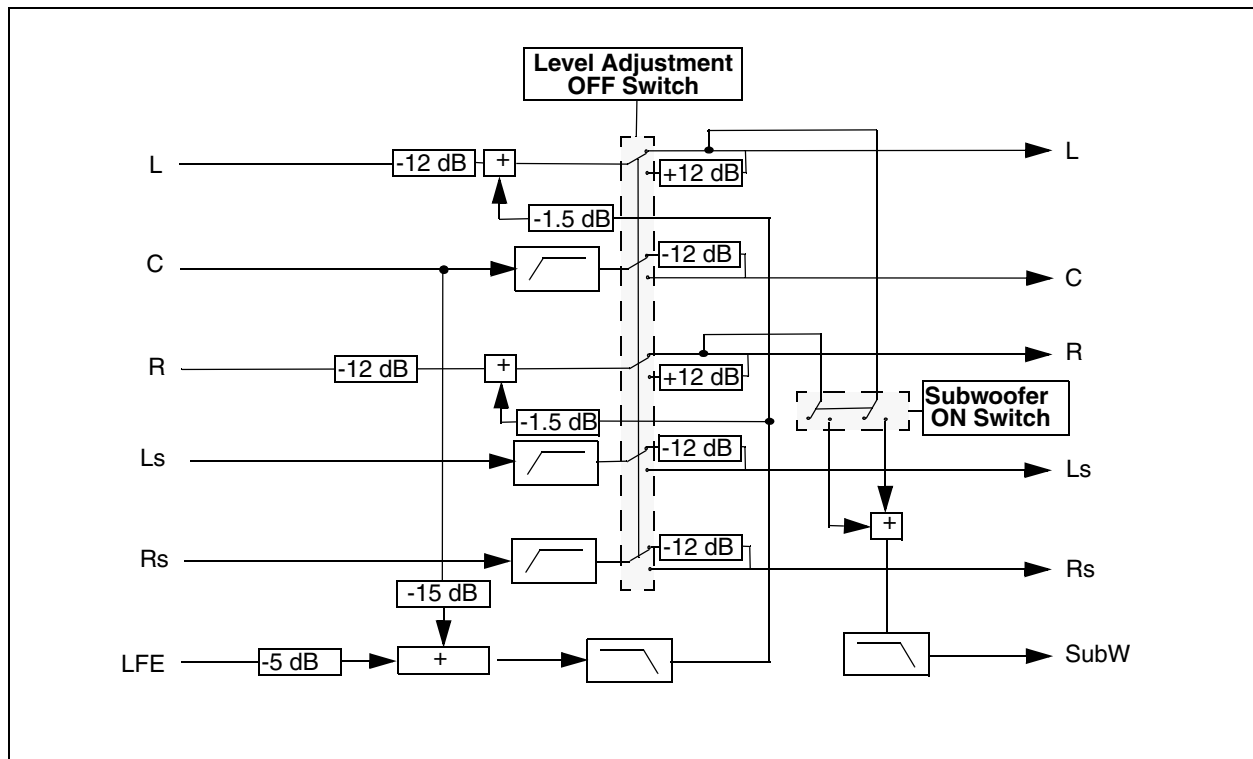 Level Adjustment
OFF Switch
L
-12 dB
+
L
+12 dB
-1.5 dB
C
-12 dB
C
R
-12 dB
+
R
+12 dB
Subwoofer
ON Switch
-1.5 dB
Ls
-12 dB
Ls
+
Rs
-12 dB
Rs
-15 dB
LFE
-5 dB
+
SubW